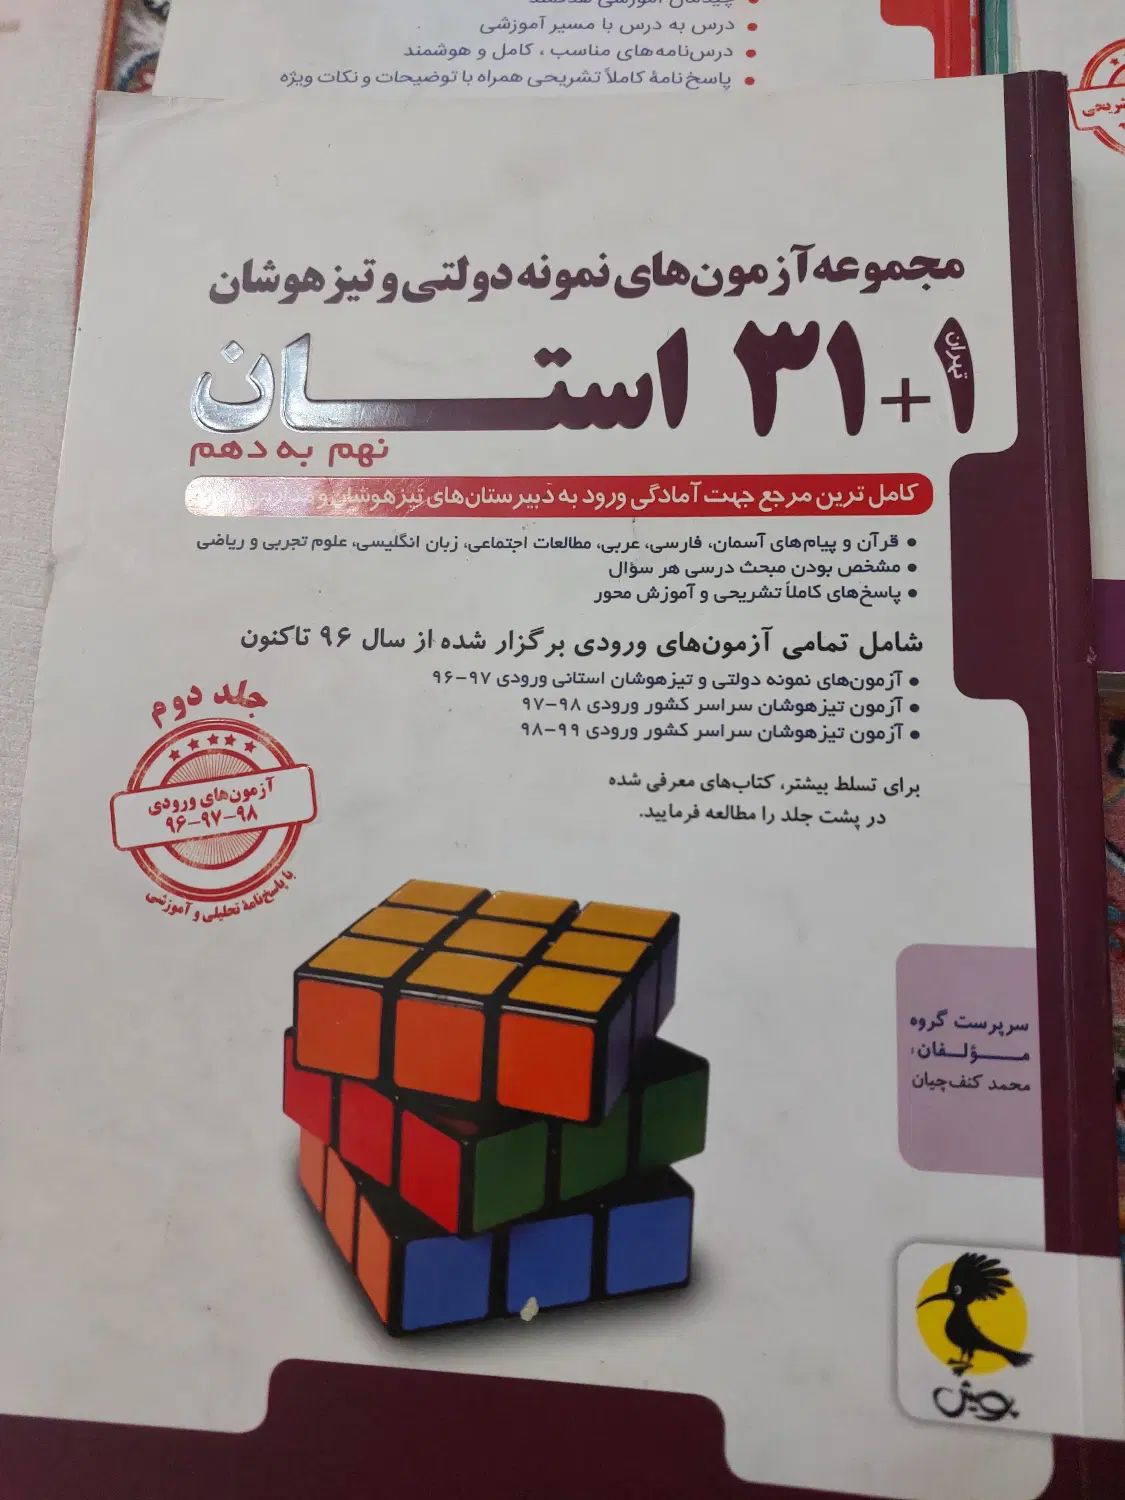 درس به درس با مسیر آموزشی
درس‌نامه‌های مناسب ، کامل و هوشمند
پاسخ‌نامهٔ کاملاً تشریحی همراه با توضیحات و نکات ویژه
مجموعه آزمون‌های نمونه دولتی و تیزهوشان
۱+۳۱ استان
تهران
نهم به دهم
کامل ترین مرجع جهت آمادگی ورود به دبیرستان‌های تیزهوشان و
• قرآن و پیام‌های آسمان، فارسی، عربی، مطالعات اجتماعی، زبان انگلیسی، علوم تجربی و ریاضی
• مشخص بودن مبحث درسی هر سؤال
• پاسخ‌های کاملاً تشریحی و آموزش محور
شامل تمامی آزمون‌های ورودی برگزار شده از سال ۹۶ تاکنون
• آزمون‌های نمونه دولتی و تیزهوشان استانی ورودی ۹۷-۹۶
• آزمون تیزهوشان سراسر کشور ورودی ۹۸-۹۷
• آزمون تیزهوشان سراسر کشور ورودی ۹۹-۹۸
برای تسلط بیشتر، کتاب‌های معرفی شده
در پشت جلد را مطالعه فرمایید.
جلد دوم
آزمون‌های ورودی
۹۶-۹۷-۹۸
با پاسخ‌نامهٔ تحلیلی و آموزشی
سرپرست گروه
مؤلفان:
محمد کنف‌چیان
پویش